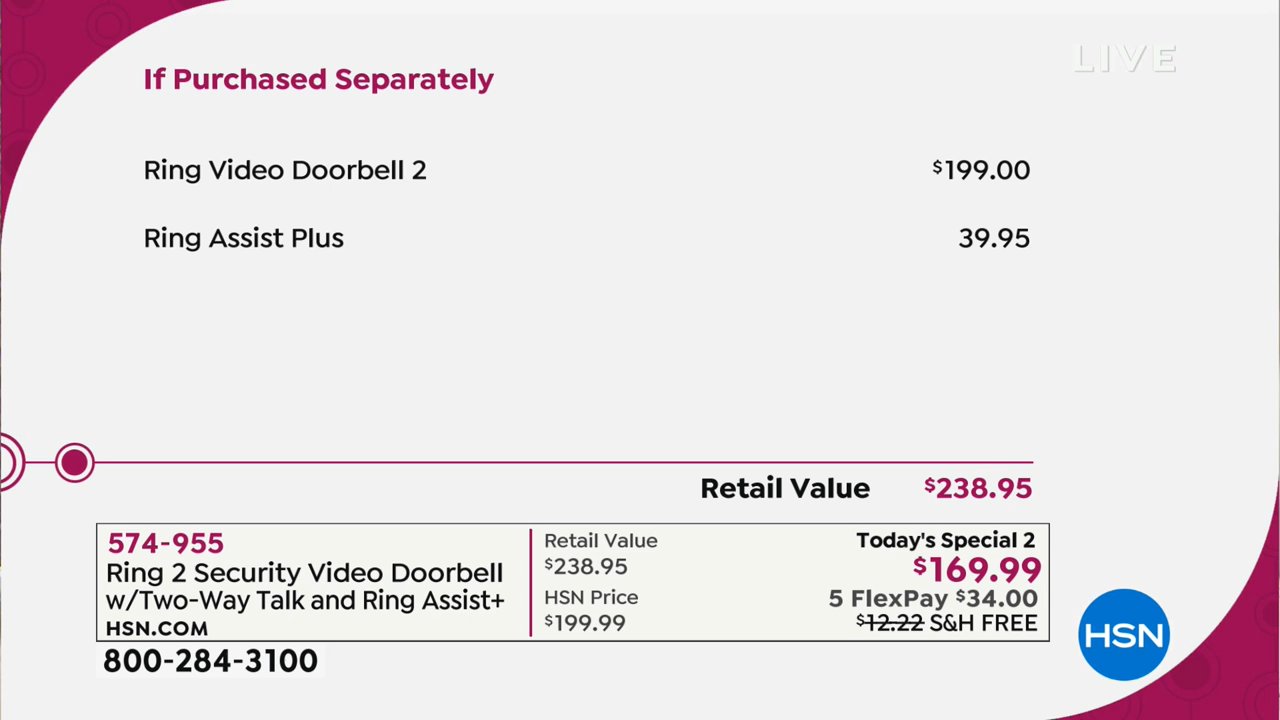 LIVE
If Purchased Separately
Ring Video Doorbell 2 $199.00
Ring Assist Plus 39.95
Retail Value $238.95
574-955
Ring 2 Security Video Doorbell
w/Two-Way Talk and Ring Assist+
HSN.COM
Retail Value
$238.95
HSN Price
$199.99
Today's Special 2
$169.99
5 FlexPay $34.00
$12.22 S&H FREE
800-284-3100
HSN